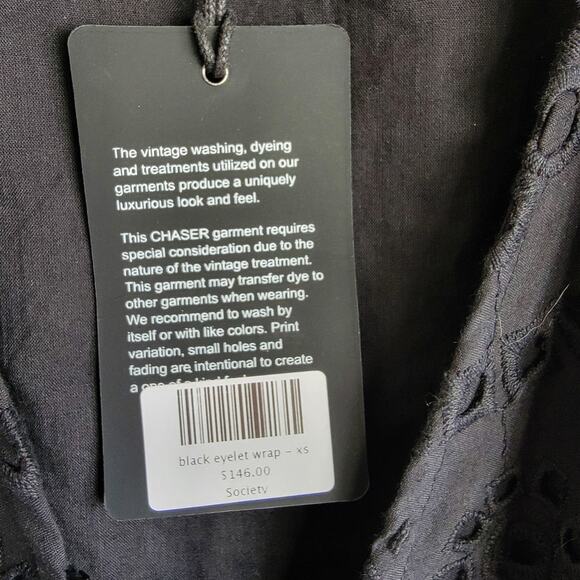 The vintage washing, dyeing
and treatments utilized on our
garments produce a uniquely
luxurious look and feel.
This CHASER garment requires
special consideration due to the
nature of the vintage treatment.
This garment may transfer dye to
other garments when wearing.
We recommend to wash by
itself or with like colors. Print
variation, small holes and
fading are intentional to create
a one of a kind
black eyelet wrap - xs
$146.00
Society